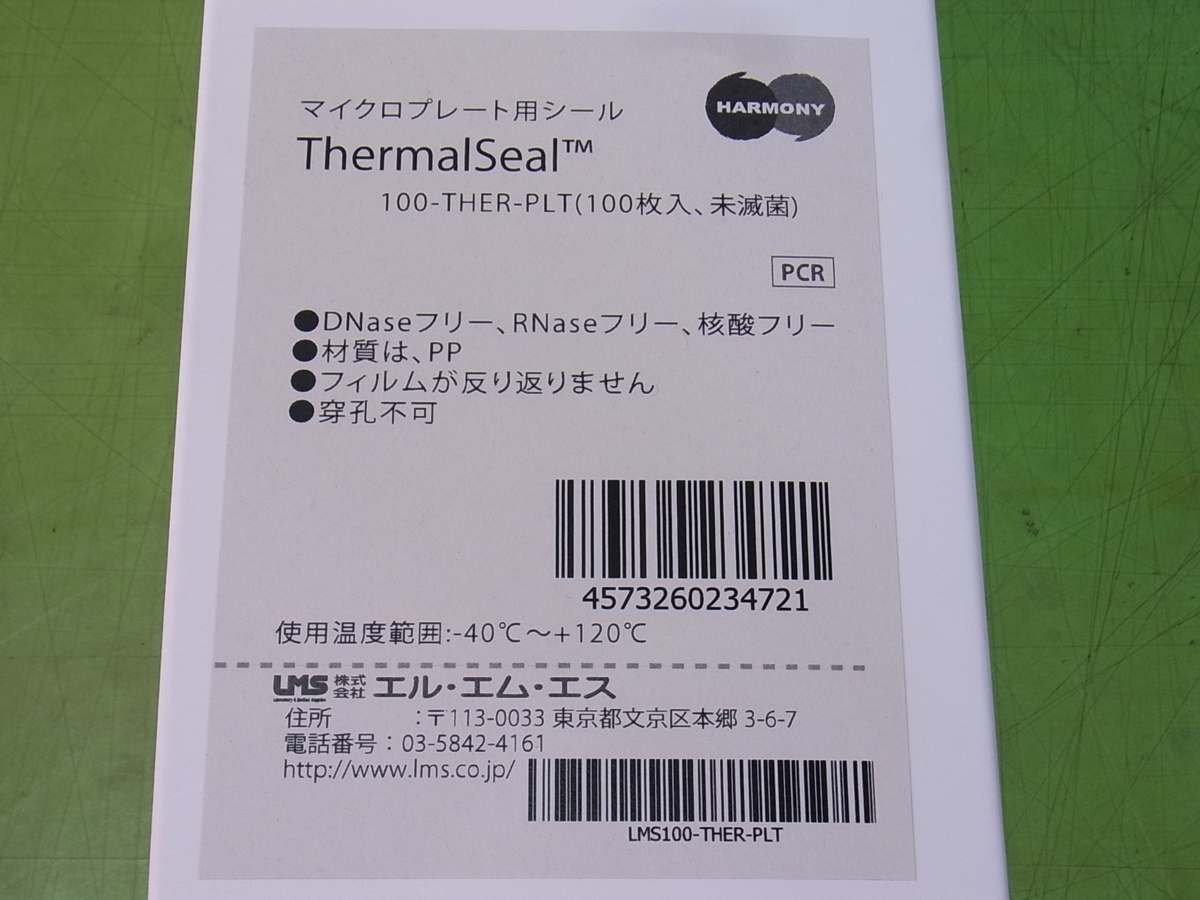 HARMONY
マイクロプレート用シール
ThermalSeal™
100-THER-PLT(100枚入、未滅菌)
PCR
●DNaseフリー、RNaseフリー、核酸フリー
●材質は、PP
●フィルムが反り返りません
●穿孔不可
4573260234721
使用温度範囲:-40℃～+120℃
LMS 株式会社 エル・エム・エス
Laboratory & Medical Supplies
住所 :〒113-0033 東京都文京区本郷 3-6-7
電話番号：03-5842-4161
http://www.lms.co.jp/
LMS100-THER-PLT